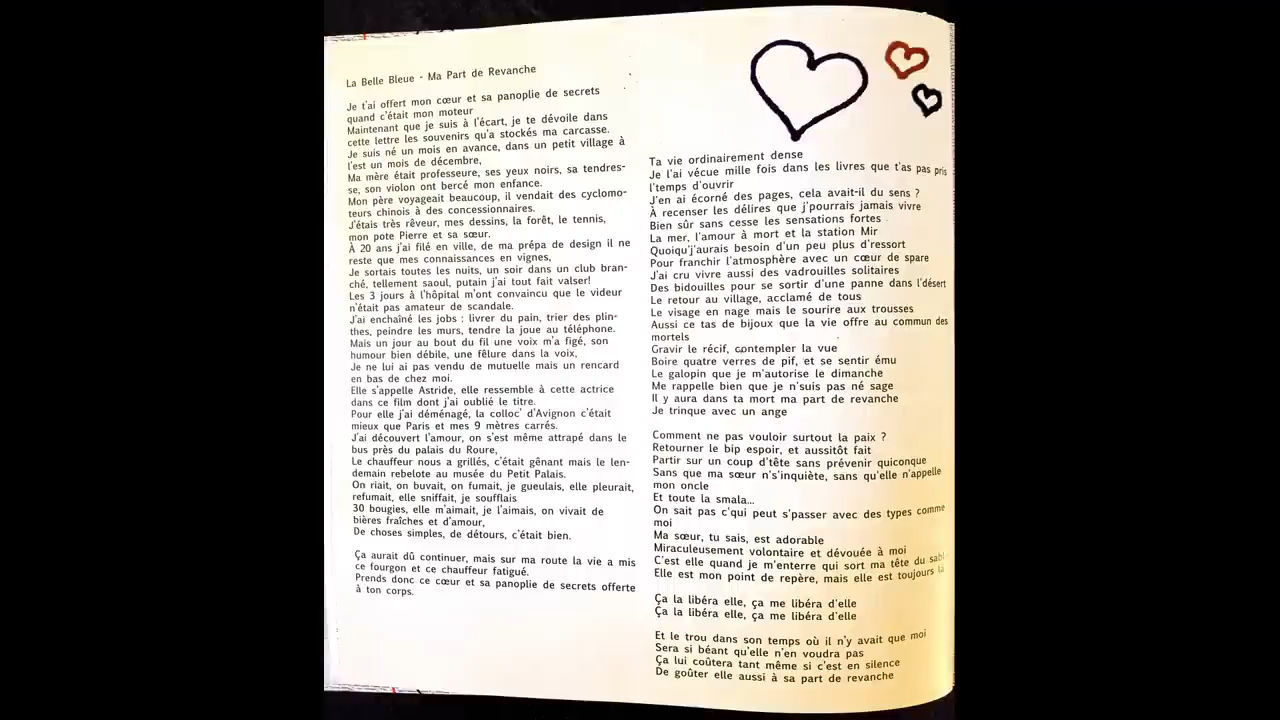 La Belle Bleue - Ma Part de Revanche
Je t'ai offert mon cœur et sa panoplie de secrets
quand c'était mon moteur
Maintenant que je suis à l'écart, je te dévoile dans
cette lettre les souvenirs qu'a stockés ma carcasse.
Je suis né un mois en avance, dans un petit village à
l'est un mois de décembre,
Ma mère était professeure, ses yeux noirs, sa tendres-
se, son violon ont bercé mon enfance.
Mon père voyageait beaucoup, il vendait des cyclomo-
teurs chinois à des concessionnaires.
J'étais très rêveur, mes dessins, la forêt, le tennis,
mon pote Pierre et sa sœur.
À 20 ans j'ai filé en ville, de ma prépa de design il ne
reste que mes connaissances en vignes,
Je sortais toutes les nuits, un soir dans un club bran-
ché, tellement saoul, putain j'ai tout fait valser!
Les 3 jours à l'hôpital m'ont convaincu que le videur
n'était pas amateur de scandale.
J'ai enchaîné les jobs : livrer du pain, trier des plin-
thes, peindre les murs, tendre la joue au téléphone.
Mais un jour au bout du fil une voix m'a figé, son
humour bien débile, une fêlure dans la voix,
Je ne lui ai pas vendu de mutuelle mais un rencard
en bas de chez moi.
Elle s'appelle Astride, elle ressemble à cette actrice
dans ce film dont j'ai oublié le titre.
Pour elle j'ai déménagé, la colloc' d'Avignon c'était
mieux que Paris et mes 9 mètres carrés.
J'ai découvert l'amour, on s'est même attrapé dans le
bus près du palais du Roure,
Le chauffeur nous a grillés, c'était gênant mais le len-
demain rebelote au musée du Petit Palais.
On riait, on buvait, on fumait, je gueulais, elle pleurait,
refumait, elle sniffait, je soufflais
30 bougies, elle m'aimait, je l'aimais, on vivait de
bières fraîches et d'amour,
De choses simples, de détours, c'était bien.
Ça aurait dû continuer, mais sur ma route la vie a mis
ce fourgon et ce chauffeur fatigué.
Prends donc ce cœur et sa panoplie de secrets offerte
à ton corps.
Ta vie ordinairement dense
Je l'ai vécue mille fois dans les livres que t'as pas pris
l'temps d'ouvrir
J'en ai écorné des pages, cela avait-il du sens ?
À recenser les délires que j'pourrais jamais vivre
Bien sûr sans cesse les sensations fortes
La mer, l'amour à mort et la station Mir
Quoiqu'j'aurais besoin d'un peu plus d'ressort
Pour franchir l'atmosphère avec un cœur de spare
J'ai cru vivre aussi des vadrouilles solitaires
Des bidouilles pour se sortir d'une panne dans l'désert
Le retour au village, acclamé de tous
Le visage en nage mais le sourire aux trousses
Aussi ce tas de bijoux que la vie offre au commun des
mortels
Gravir le récif, contempler la vue
Boire quatre verres de pif, et se sentir ému
Le galopin que je m'autorise le dimanche
Me rappelle bien que je n'suis pas né sage
Il y aura dans ta mort ma part de revanche
Je trinque avec un ange
Comment ne pas vouloir surtout la paix ?
Retourner le bip espoir, et aussitôt fait
Partir sur un coup d'tête sans prévenir quiconque
Sans que ma sœur n's'inquiète, sans qu'elle n'appelle
mon oncle
Et toute la smala...
On sait pas c'qui peut s'passer avec des types comme
moi
Ma sœur, tu sais, est adorable
Miraculeusement volontaire et dévouée à moi
C'est elle quand je m'enterre qui sort ma tête du sabl
Elle est mon point de repère, mais elle est toujours là
Ça la libéra elle, ça me libéra d'elle
Ça la libéra elle, ça me libéra d'elle
Et le trou dans son temps où il n'y avait que moi
Sera si béant qu'elle n'en voudra pas
Ça lui coûtera tant même si c'est en silence
De goûter elle aussi à sa part de revanche